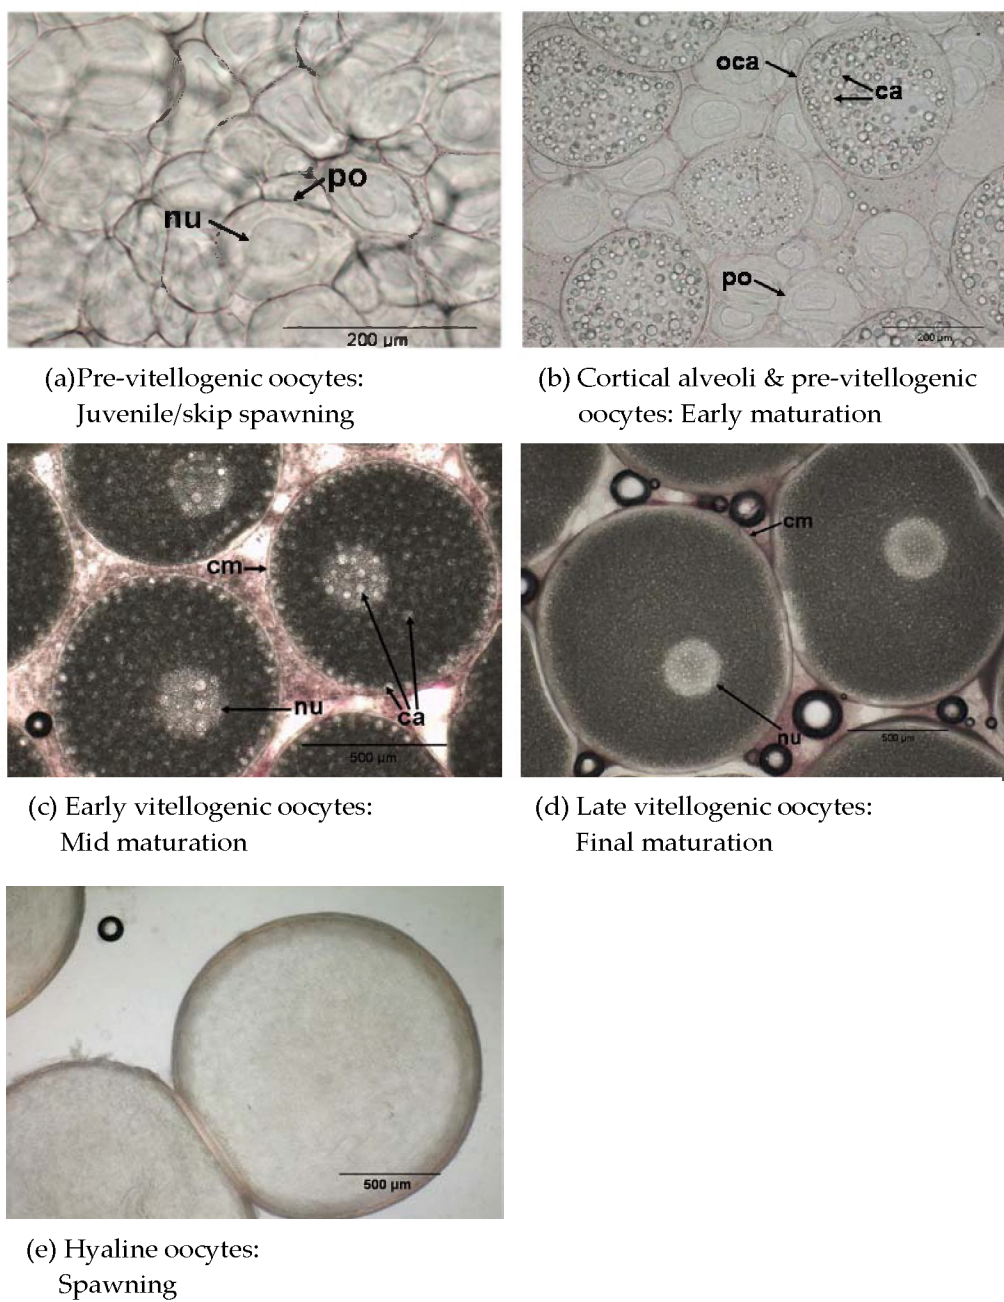 po
nu
200 µm
(a)Pre-vitellogenic oocytes:
Juvenile/skip spawning
oca
ca
po
200 µm
(b) Cortical alveoli & pre-vitellogenic
oocytes: Early maturation
cm
nu
ca
500 µm
(c) Early vitellogenic oocytes:
Mid maturation
cm
nu
500 µm
(d) Late vitellogenic oocytes:
Final maturation
500 µm
(e) Hyaline oocytes:
Spawning